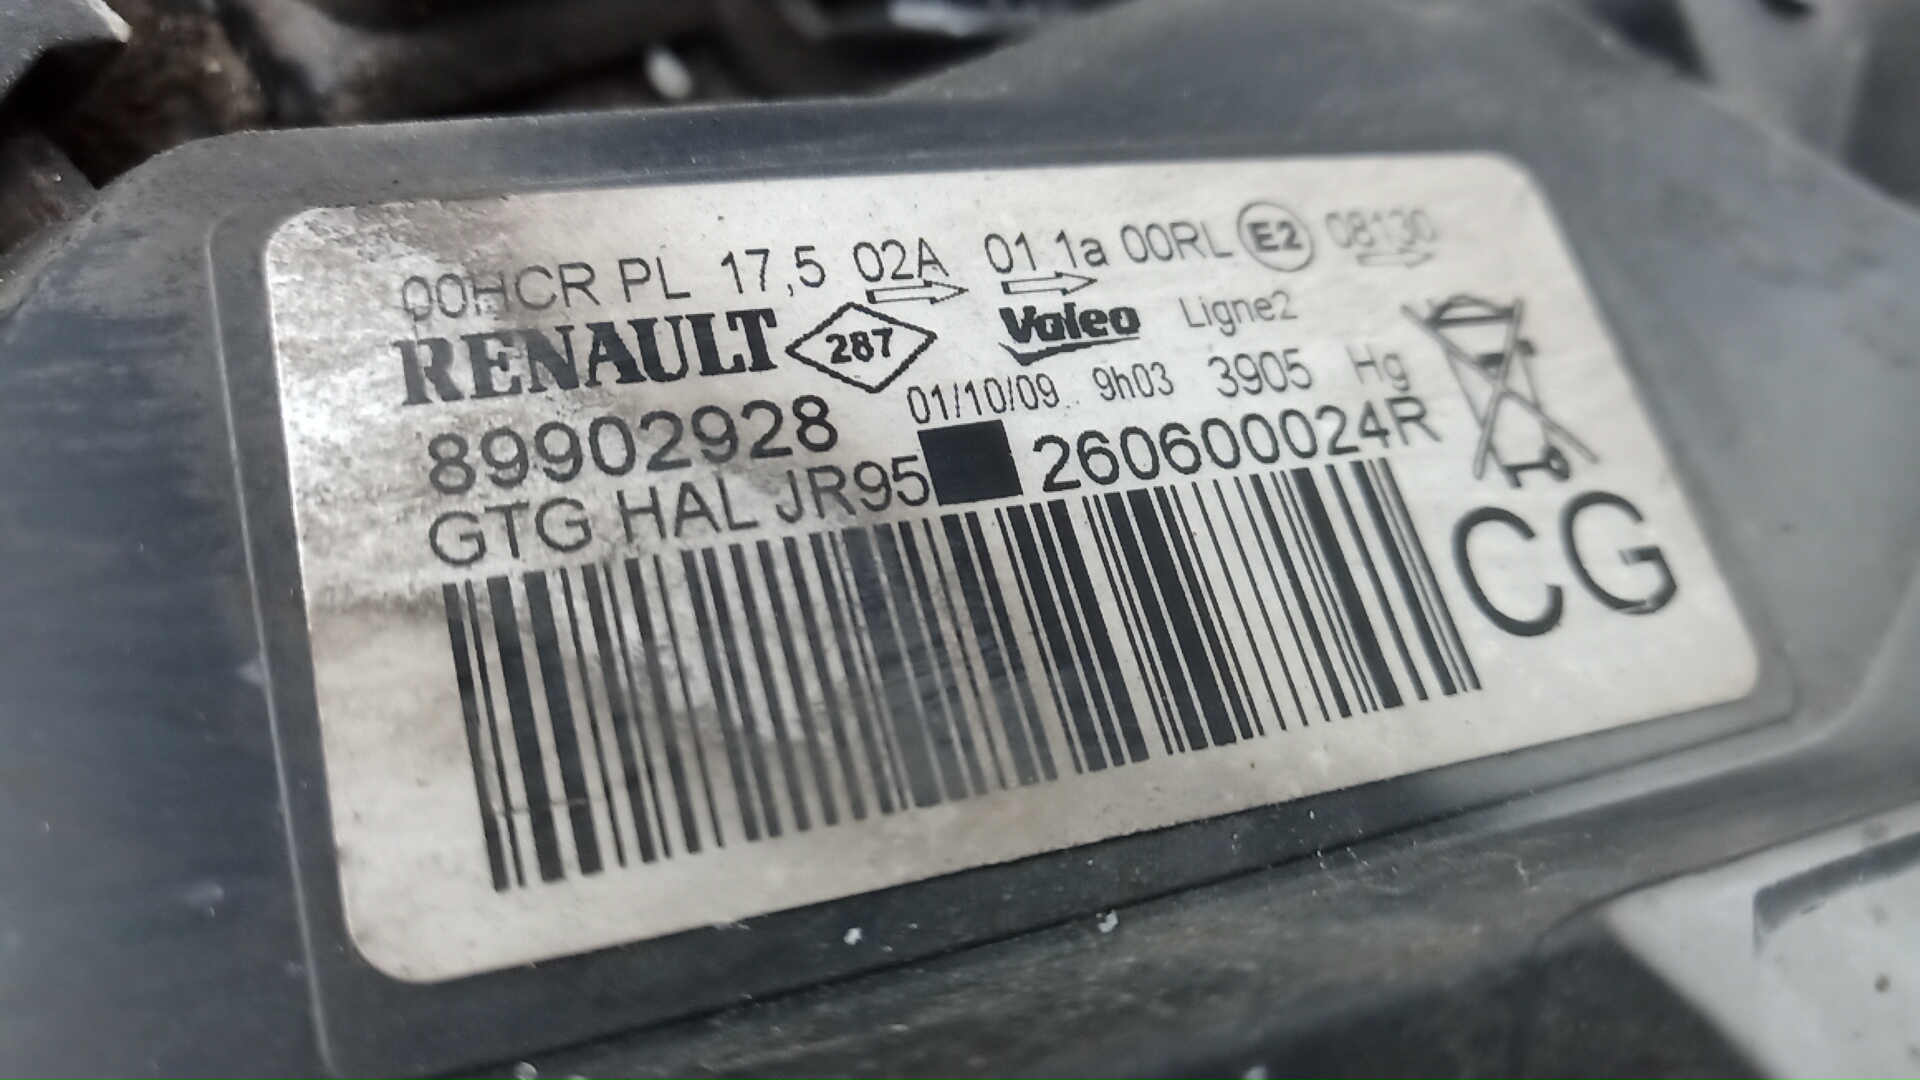 00HCR PL 17,5 02A 01 1a 00RL E2 08130
RENAULT 287 Valeo Ligne2
01/10/09 9h03 3905 Hg
89902928 260600024R
GTG HAL JR95
CG